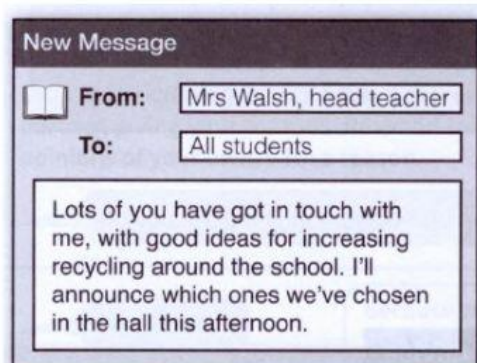 New Message
From: Mrs Walsh, head teacher
To: All students
Lots of you have got in touch with
me, with good ideas for increasing
recycling around the school. I'll
announce which ones we've chosen
in the hall this afternoon.